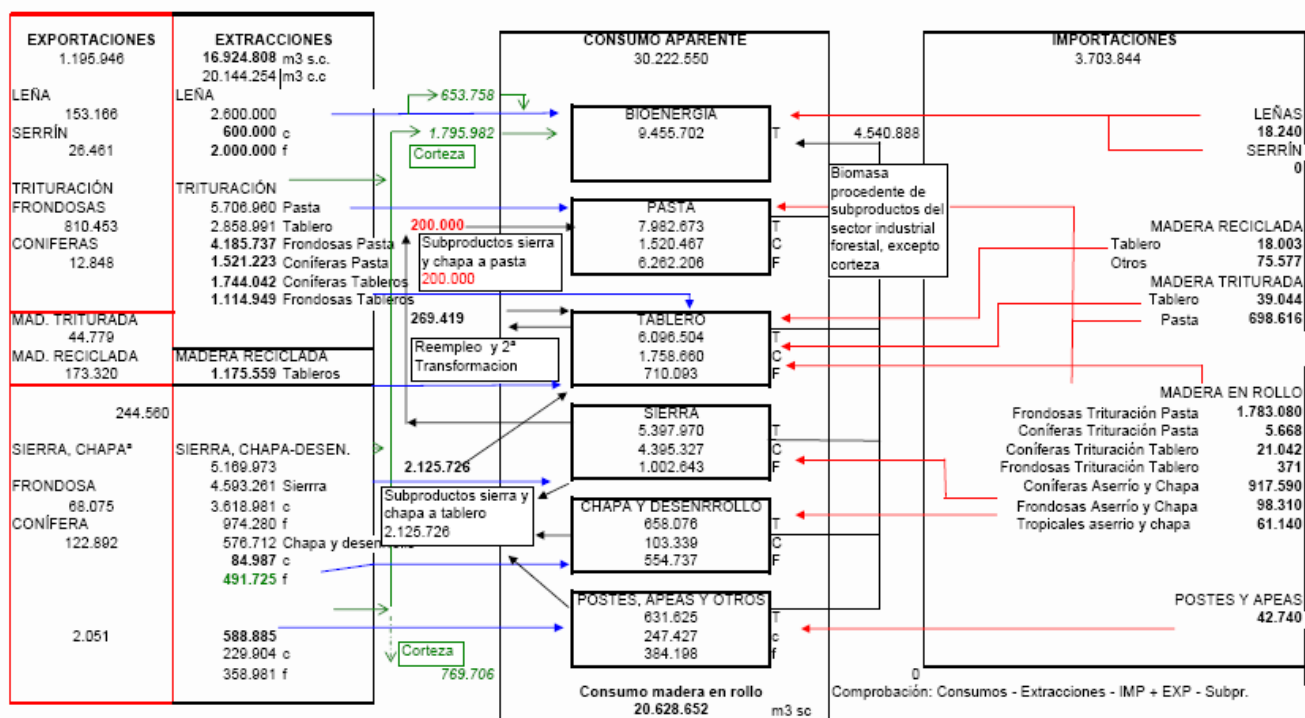 EXPORTACIONES
1.195.946
LEÑA
153.166
SERRÍN
26.461
TRITURACIÓN
FRONDOSAS
810.453
CONIFERAS
12.848
MAD. TRITURADA
44.779
MAD. RECICLADA
173.320
244.560
SIERRA, CHAPAª
FRONDOSA
68.075
CONÍFERA
122.892
2.051
EXTRACCIONES
16.924.808 m3 s.c.
20.144.254 m3 c.c
LEÑA
2.600.000
600.000 c
2.000.000 f
TRITURACIÓN
5.706.960 Pasta
2.858.991 Tablero
4.185.737 Frondosas Pasta
1.521.223 Coníferas Pasta
1.744.042 Coníferas Tableros
1.114.949 Frondosas Tableros
MADERA RECICLADA
1.175.559 Tableros
SIERRA, CHAPA-DESEN.
5.169.973
4.593.261 Sierrra
3.618.981 c
974.280 f
576.712 Chapa y
84.987 c
491.725 f
588.885
229.904 c
358.981 f
653.758
1.795.982
Corteza
200.000
Subproductos sierra
y chapa a pasta
200.000
269.419
Reempleo y 2ª
Transformacion
2.125.726
Subproductos sierra y
chapa a tablero
2.125.726
Corteza
769.706
CONSUMO APARENTE
30.222.550
BIOENERGIA
9.455.702 T
PASTA
7.982.673 T
1.520.467 C
6.262.206 F
TABLERO
6.096.504 T
1.758.660 C
710.093 F
SIERRA
5.397.970 T
4.395.327 C
1.002.643 F
CHAPA Y DESENRROLLO
658.076 T
103.339 C
554.737 F
POSTES, APEAS Y OTROS
631.625 T
247.427 c
384.198 f
Consumo madera en rollo
20.628.652 m3 sc
4.540.888
Biomasa
procedente de
subproductos del
sector industrial
forestal, excepto
corteza
IMPORTACIONES
3.703.844
LEÑAS
18.240
SERRÍN
0
MADERA RECICLADA
Tablero 18.003
Otros 75.577
MADERA TRITURADA
Tablero 39.044
Pasta 698.616
MADERA EN ROLLO
Frondosas Trituración Pasta 1.783.080
Coníferas Trituración Pasta 5.668
Coníferas Trituración Tablero 21.042
Frondosas Trituración Tablero 371
Coníferas Aserrío y Chapa 917.590
Frondosas Aserrío y Chapa 98.310
Tropicales aserrio y chapa 61.140
POSTES Y APEAS
42.740
0
Comprobación: Consumos - Extracciones - IMP + EXP - Subpr.